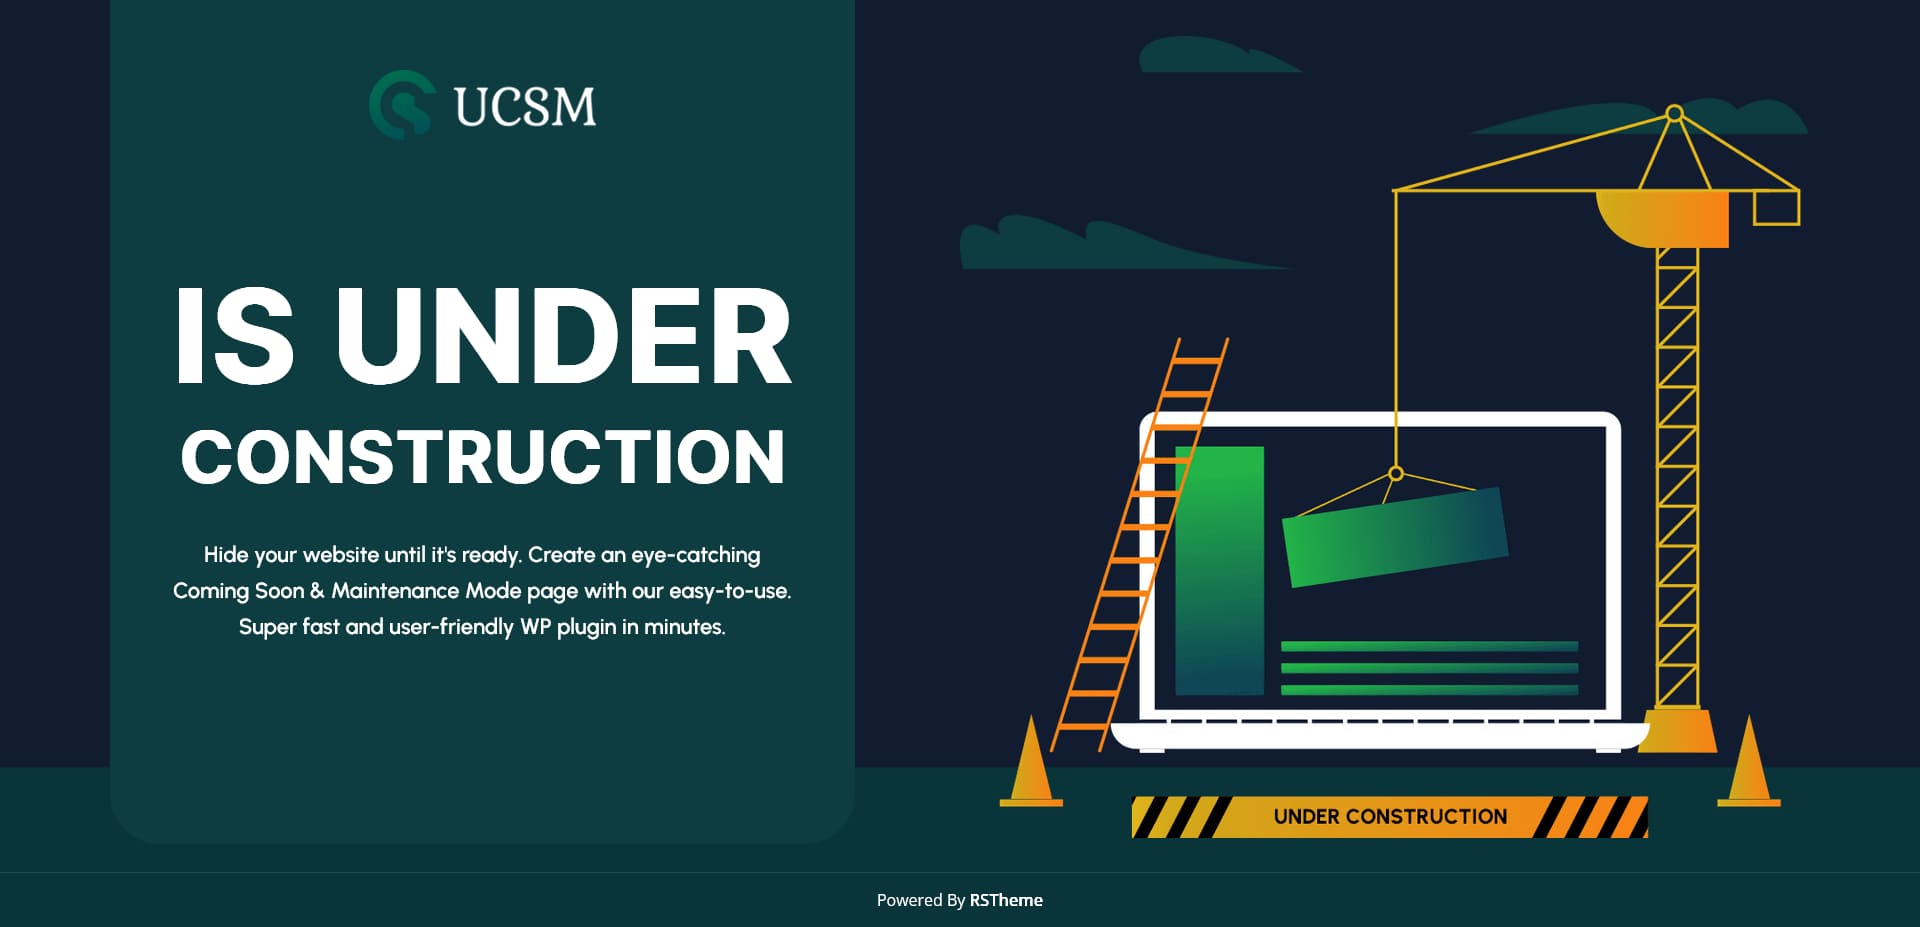 UCSM
IS UNDER
CONSTRUCTION
Hide your website until it's ready. Create an eye-catching
Coming Soon & Maintenance Mode page with our easy-to-use.
Super fast and user-friendly WP plugin in minutes.
UNDER CONSTRUCTION
Powered By RSTheme